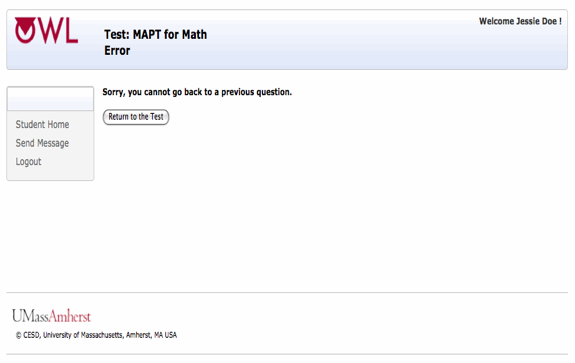 OWL
Welcome Jessie Doe !
Test: MAPT for Math
Error
Sorry, you cannot go back to a previous question.
Return to the Test
Student Home
Send Message
Logout
UMassAmherst
© CESD, University of Massachusetts, Amherst, MA USA